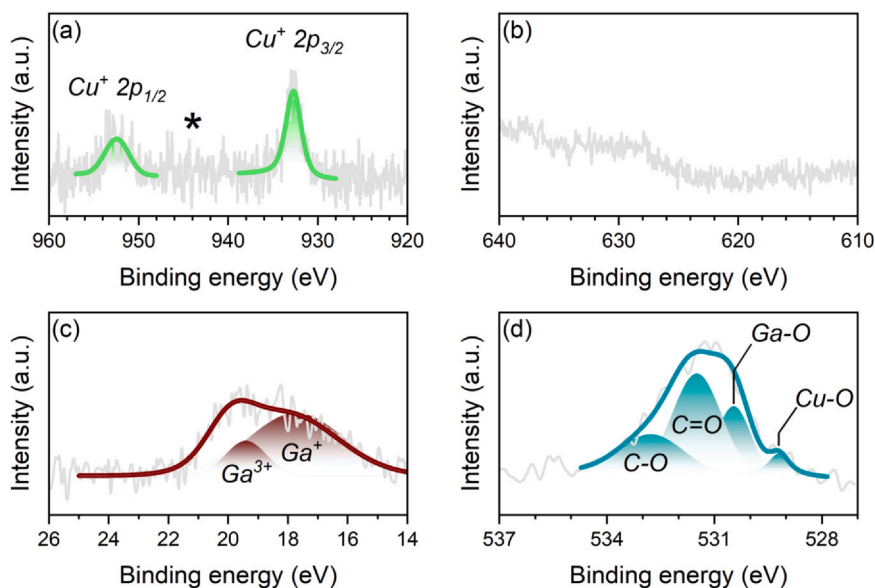 (a)
Cu⁺ 2p₃/₂
Cu⁺ 2p₁/₂
*
Intensity (a.u.)
960 950 940 930 920
Binding energy (eV)
(b)
Intensity (a.u.)
640 630 620 610
Binding energy (eV)
(c)
Ga³⁺
Ga⁺
Intensity (a.u.)
26 24 22 20 18 16 14
Binding energy (eV)
(d)
Ga-O
Cu-O
C=O
C-O
Intensity (a.u.)
537 534 531 528
Binding energy (eV)